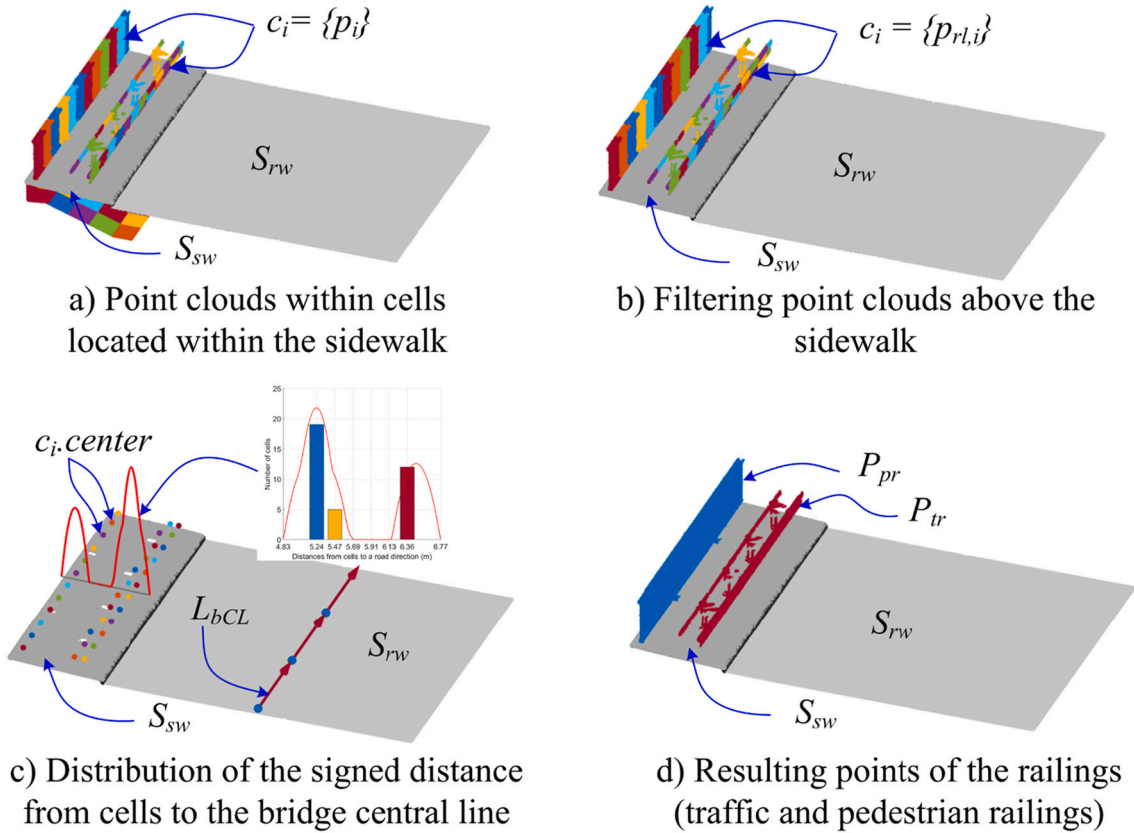 c_i = {p_i}
S_rw
S_sw
a) Point clouds within cells
located within the sidewalk
c_i = {p_rl,i}
S_rw
S_sw
b) Filtering point clouds above the
sidewalk
c_i.center
Number of cells
25
20
15
10
5
0
4.83 5.24 5.47 5.69 5.91 6.13 6.36 6.77
Distances from cells to a road direction (m)
L_bCL
S_rw
S_sw
c) Distribution of the signed distance
from cells to the bridge central line
P_pr
P_tr
S_rw
S_sw
d) Resulting points of the railings
(traffic and pedestrian railings)